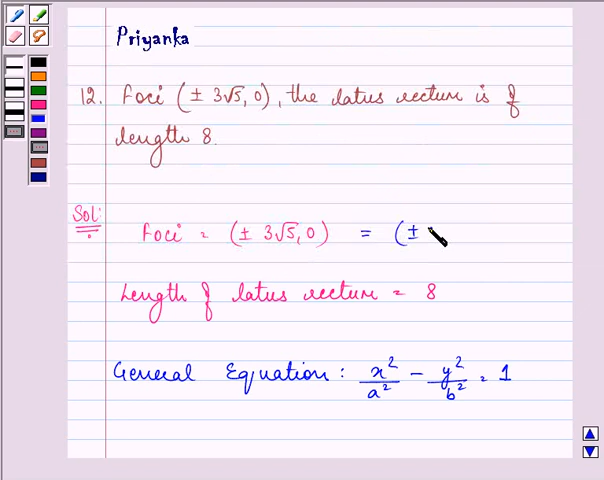 Priyanka
12. Foci (± 3√5, 0), the latus rectum is of
length 8.
Sol:
Foci = (± 3√5, 0) = (±
Length of latus rectum = 8
General Equation : x²/a² - y²/b² = 1